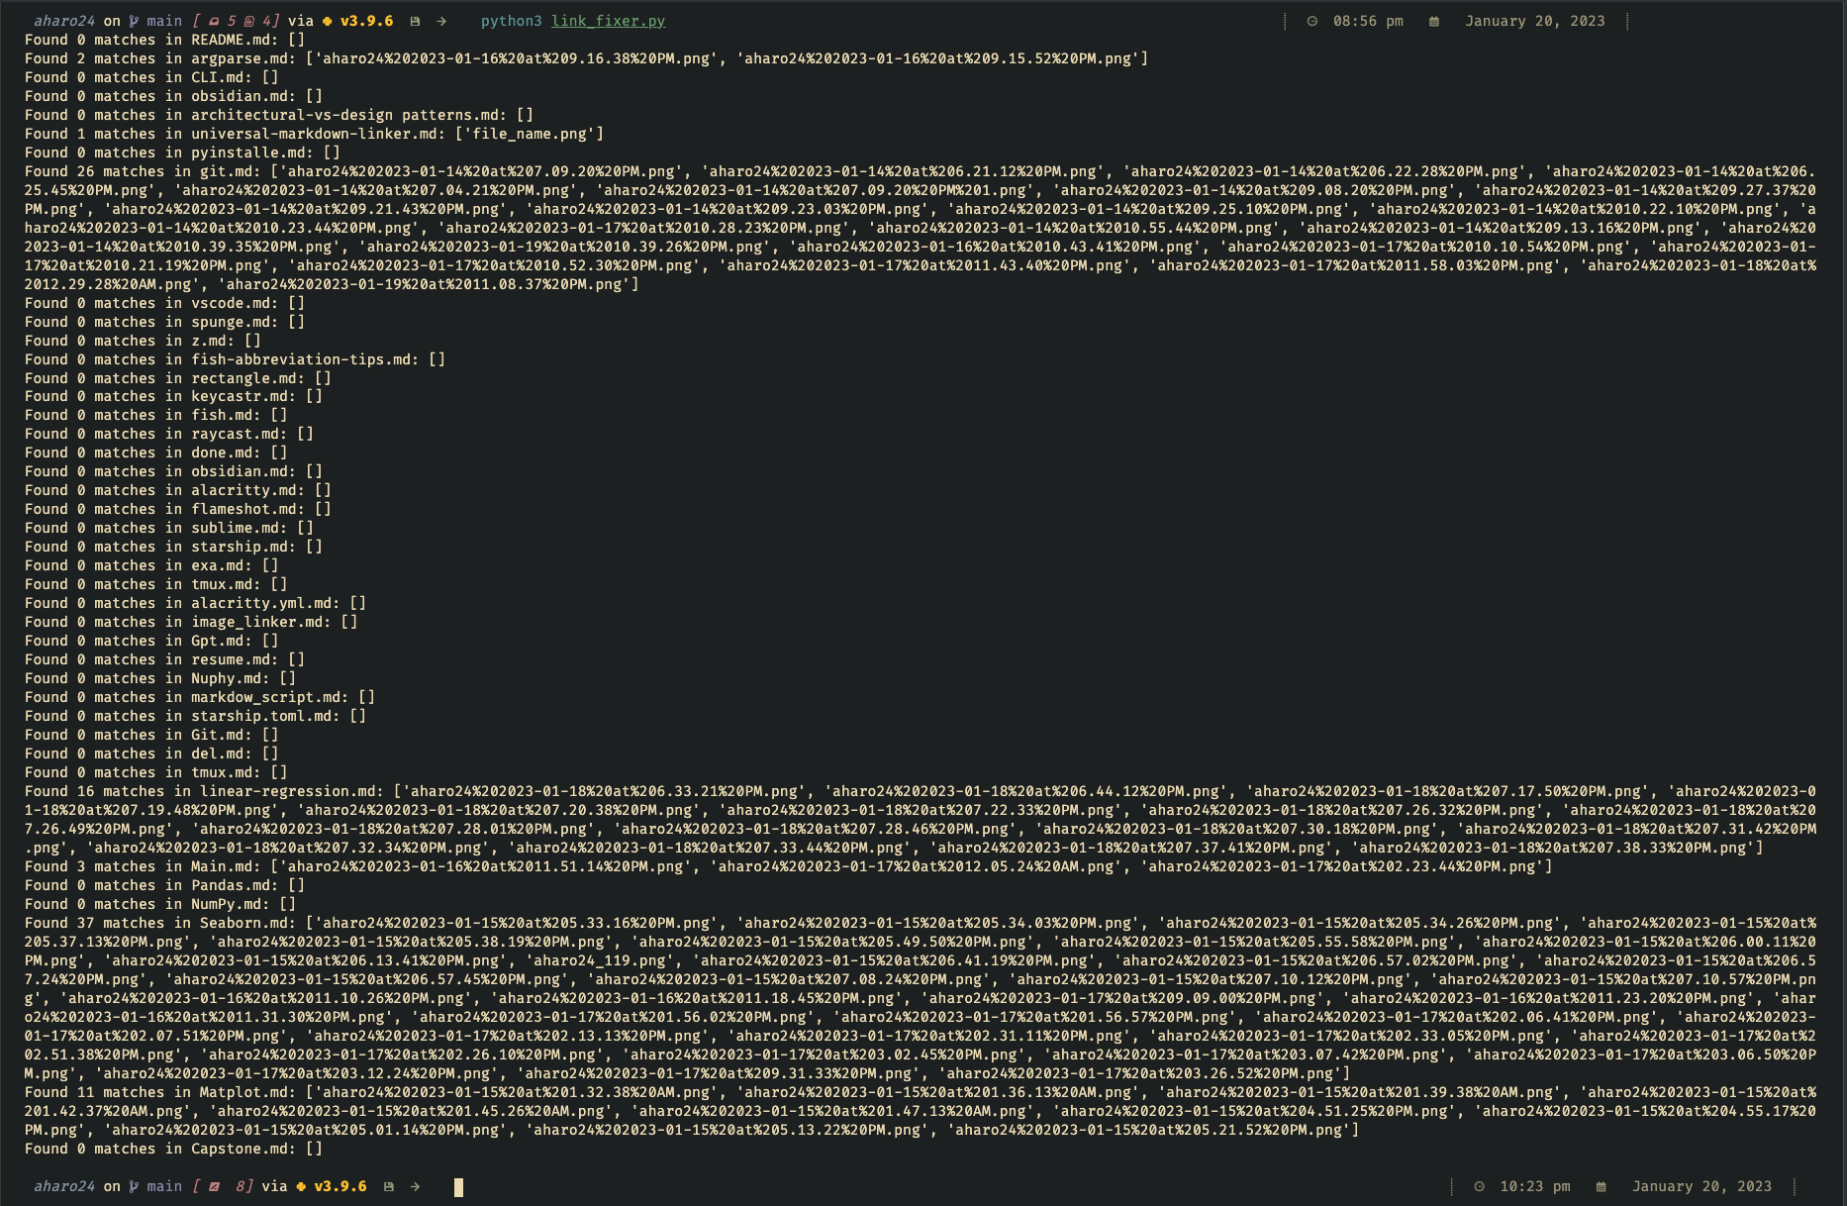 aharo24 on main [ 5 4] via v3.9.6 → python3 link_fixer.py 08:56 pm January 20, 2023
Found 0 matches in README.md: []
Found 2 matches in argparse.md: ['aharo24%202023-01-16%20at%209.16.38%20PM.png', 'aharo24%202023-01-16%20at%209.15.52%20PM.png']
Found 0 matches in CLI.md: []
Found 0 matches in obsidian.md: []
Found 0 matches in architectural-vs-design patterns.md: []
Found 1 matches in universal-markdown-linker.md: ['file_name.png']
Found 0 matches in pyinstalle.md: []
Found 26 matches in git.md: ['aharo24%202023-01-14%20at%207.09.20%20PM.png', 'aharo24%202023-01-14%20at%206.21.12%20PM.png', 'aharo24%202023-01-14%20at%206.22.28%20PM.png', 'aharo24%202023-01-14%20at%206.
25.45%20PM.png', 'aharo24%202023-01-14%20at%207.04.21%20PM.png', 'aharo24%202023-01-14%20at%207.09.20%20PM%201.png', 'aharo24%202023-01-14%20at%209.08.20%20PM.png', 'aharo24%202023-01-14%20at%209.27.37%20
PM.png', 'aharo24%202023-01-14%20at%209.21.43%20PM.png', 'aharo24%202023-01-14%20at%209.23.03%20PM.png', 'aharo24%202023-01-14%20at%209.25.10%20PM.png', 'aharo24%202023-01-14%20at%2010.22.10%20PM.png', 'a
haro24%202023-01-14%20at%2010.23.44%20PM.png', 'aharo24%202023-01-17%20at%2010.28.23%20PM.png', 'aharo24%202023-01-14%20at%2010.55.44%20PM.png', 'aharo24%202023-01-14%20at%209.13.16%20PM.png', 'aharo24%20
2023-01-14%20at%2010.39.35%20PM.png', 'aharo24%202023-01-19%20at%2010.39.26%20PM.png', 'aharo24%202023-01-16%20at%2010.43.41%20PM.png', 'aharo24%202023-01-17%20at%2010.10.54%20PM.png', 'aharo24%202023-01-
17%20at%2010.21.19%20PM.png', 'aharo24%202023-01-17%20at%2010.52.30%20PM.png', 'aharo24%202023-01-17%20at%2011.43.40%20PM.png', 'aharo24%202023-01-17%20at%2011.58.03%20PM.png', 'aharo24%202023-01-18%20at%
2012.29.28%20AM.png', 'aharo24%202023-01-19%20at%2011.08.37%20PM.png']
Found 0 matches in vscode.md: []
Found 0 matches in spunge.md: []
Found 0 matches in z.md: []
Found 0 matches in fish-abbreviation-tips.md: []
Found 0 matches in rectangle.md: []
Found 0 matches in keycastr.md: []
Found 0 matches in fish.md: []
Found 0 matches in raycast.md: []
Found 0 matches in done.md: []
Found 0 matches in obsidian.md: []
Found 0 matches in alacritty.md: []
Found 0 matches in flameshot.md: []
Found 0 matches in sublime.md: []
Found 0 matches in starship.md: []
Found 0 matches in exa.md: []
Found 0 matches in tmux.md: []
Found 0 matches in alacritty.yml.md: []
Found 0 matches in image_linker.md: []
Found 0 matches in Gpt.md: []
Found 0 matches in resume.md: []
Found 0 matches in Nuphy.md: []
Found 0 matches in markdow_script.md: []
Found 0 matches in starship.toml.md: []
Found 0 matches in Git.md: []
Found 0 matches in del.md: []
Found 0 matches in tmux.md: []
Found 16 matches in linear-regression.md: ['aharo24%202023-01-18%20at%206.33.21%20PM.png', 'aharo24%202023-01-18%20at%206.44.12%20PM.png', 'aharo24%202023-01-18%20at%207.17.50%20PM.png', 'aharo24%202023-0
1-18%20at%207.19.48%20PM.png', 'aharo24%202023-01-18%20at%207.20.38%20PM.png', 'aharo24%202023-01-18%20at%207.22.33%20PM.png', 'aharo24%202023-01-18%20at%207.26.32%20PM.png', 'aharo24%202023-01-18%20at%20
7.26.49%20PM.png', 'aharo24%202023-01-18%20at%207.28.01%20PM.png', 'aharo24%202023-01-18%20at%207.28.46%20PM.png', 'aharo24%202023-01-18%20at%207.30.18%20PM.png', 'aharo24%202023-01-18%20at%207.31.42%20PM
.png', 'aharo24%202023-01-18%20at%207.32.34%20PM.png', 'aharo24%202023-01-18%20at%207.33.44%20PM.png', 'aharo24%202023-01-18%20at%207.37.41%20PM.png', 'aharo24%202023-01-18%20at%207.38.33%20PM.png']
Found 3 matches in Main.md: ['aharo24%202023-01-16%2011.51.14%20PM.png', 'aharo24%202023-01-17%20at%2012.05.24%20AM.png', 'aharo24%202023-01-17%20at%202.23.44%20PM.png']
Found 0 matches in Pandas.md: []
Found 0 matches in NumPy.md: []
Found 37 matches in Seaborn.md: ['aharo24%202023-01-15%20at%205.33.16%20PM.png', 'aharo24%202023-01-15%20at%205.34.03%20PM.png', 'aharo24%202023-01-15%20at%205.34.26%20PM.png', 'aharo24%202023-01-15%20at%
205.37.13%20PM.png', 'aharo24%202023-01-15%20at%205.38.19%20PM.png', 'aharo24%202023-01-15%20at%205.49.50%20PM.png', 'aharo24%202023-01-15%20at%205.55.58%20PM.png', 'aharo24%202023-01-15%20at%206.00.11%20
PM.png', 'aharo24%202023-01-15%20at%206.13.41%20PM.png', 'aharo24_119.png', 'aharo24%202023-01-15%20at%206.41.19%20PM.png', 'aharo24%202023-01-15%20at%206.57.02%20PM.png', 'aharo24%202023-01-15%20at%206.5
7.24%20PM.png', 'aharo24%202023-01-15%20at%206.57.45%20PM.png', 'aharo24%202023-01-15%20at%207.08.24%20PM.png', 'aharo24%202023-01-15%20at%207.10.12%20PM.png', 'aharo24%202023-01-15%20at%207.10.57%20PM.pn
g', 'aharo24%202023-01-16%20at%2011.10.26%20PM.png', 'aharo24%202023-01-16%20at%2011.18.45%20PM.png', 'aharo24%202023-01-17%20at%209.09.00%20PM.png', 'aharo24%202023-01-16%20at%2011.23.20%20PM.png', 'ahar
o24%202023-01-16%20at%2011.31.30%20PM.png', 'aharo24%202023-01-17%20at%201.56.02%20PM.png', 'aharo24%202023-01-17%20at%201.56.57%20PM.png', 'aharo24%202023-01-17%20at%202.06.41%20PM.png', 'aharo24%202023-
01-17%20at%202.07.51%20PM.png', 'aharo24%202023-01-17%20at%202.13.13%20PM.png', 'aharo24%202023-01-17%20at%202.31.11%20PM.png', 'aharo24%202023-01-17%20at%202.33.05%20PM.png', 'aharo24%202023-01-17%20at%2
02.51.38%20PM.png', 'aharo24%202023-01-17%20at%202.26.10%20PM.png', 'aharo24%202023-01-17%20at%203.02.45%20PM.png', 'aharo24%202023-01-17%20at%203.07.42%20PM.png', 'aharo24%202023-01-17%20at%203.06.50%20P
M.png', 'aharo24%202023-01-17%20at%203.12.24%20PM.png', 'aharo24%202023-01-17%20at%209.31.33%20PM.png', 'aharo24%202023-01-17%20at%203.26.52%20PM.png']
Found 11 matches in Matplot.md: ['aharo24%202023-01-15%20at%201.32.38%20AM.png', 'aharo24%202023-01-15%20at%201.36.13%20AM.png', 'aharo24%202023-01-15%20at%201.39.38%20AM.png', 'aharo24%202023-01-15%20at%
201.42.37%20AM.png', 'aharo24%202023-01-15%20at%201.45.26%20AM.png', 'aharo24%202023-01-15%20at%201.47.13%20AM.png', 'aharo24%202023-01-15%20at%204.51.25%20PM.png', 'aharo24%202023-01-15%20at%204.55.17%20
PM.png', 'aharo24%202023-01-15%20at%205.01.14%20PM.png', 'aharo24%202023-01-15%20at%205.13.22%20PM.png', 'aharo24%202023-01-15%20at%205.21.52%20PM.png']
Found 0 matches in Capstone.md: []
aharo24 on main [ 8] via v3.9.6 → 10:23 pm January 20, 2023